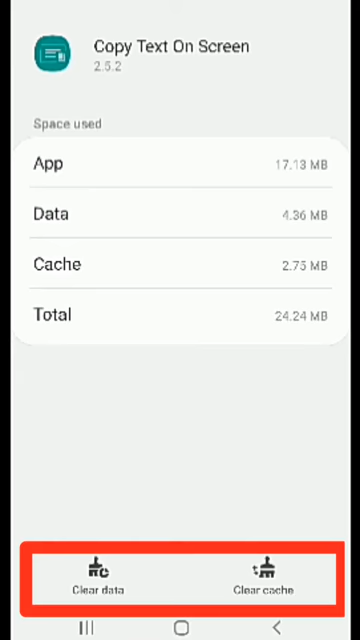 Copy Text On Screen
2.5.2
Space used
App 17.13 MB
Data 4.36 MB
Cache 2.75 MB
Total 24.24 MB
Clear data Clear cache